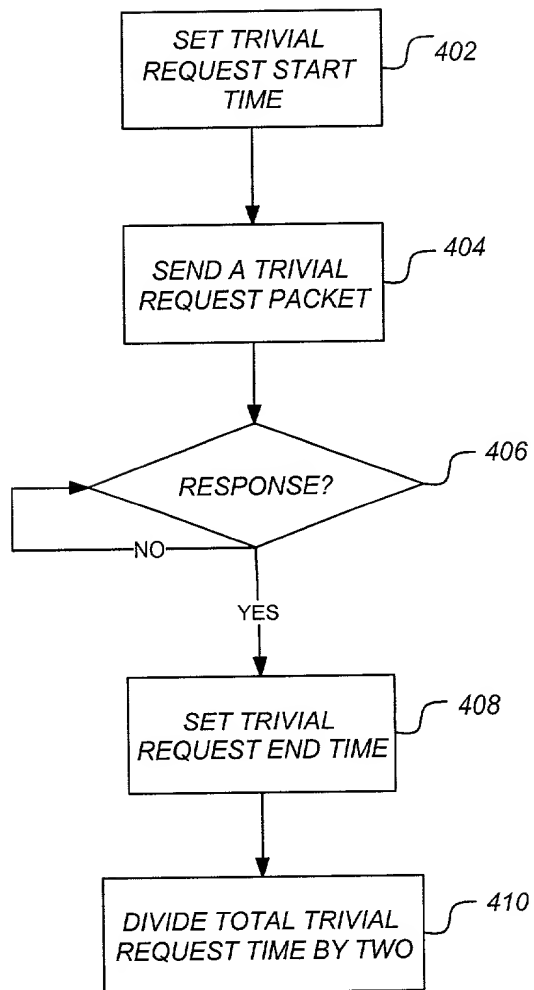 SET TRIVIAL
REQUEST START
TIME
402
SEND A TRIVIAL
REQUEST PACKET
404
RESPONSE?
406
NO
YES
SET TRIVIAL
REQUEST END TIME
408
DIVIDE TOTAL TRIVIAL
REQUEST TIME BY TWO
410